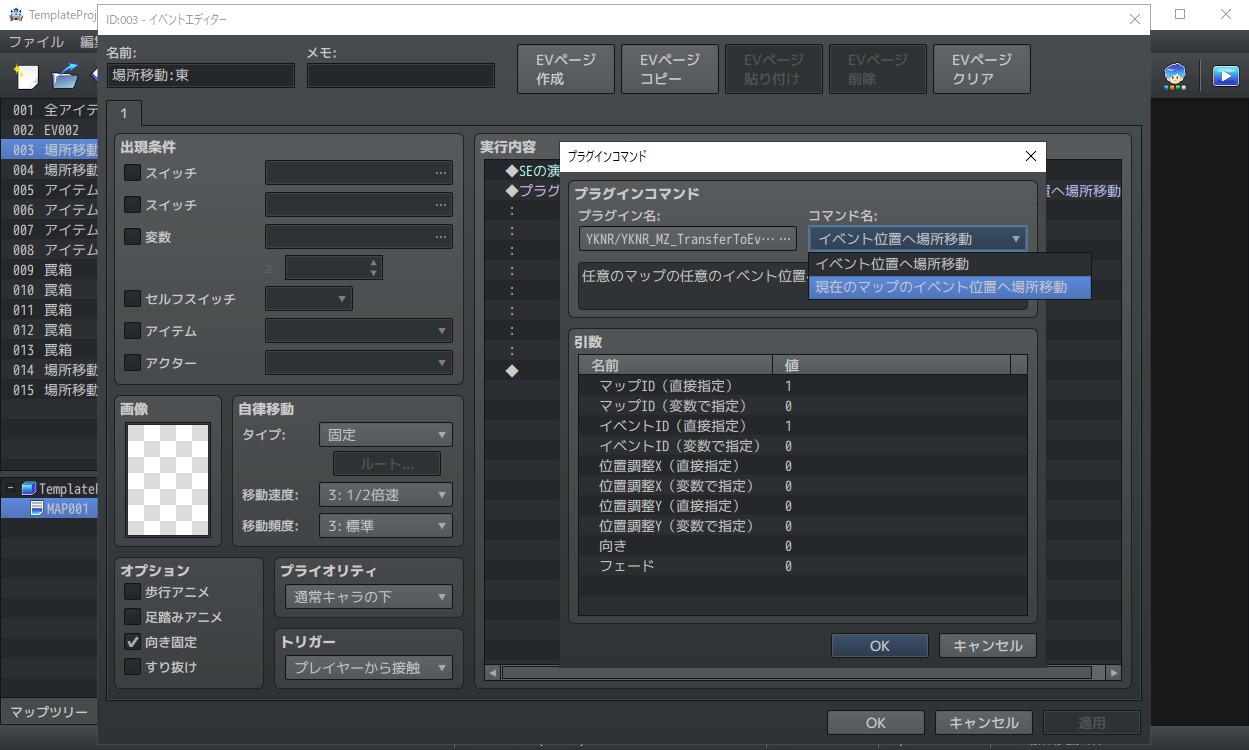 TemplateProj
ID:003 - イベントエディター
ファイル 編集
名前:
メモ:
場所移動:東
EVページ
作成
EVページ
コピー
EVページ
貼り付け
EVページ
削除
EVページ
クリア
1
001 全アイテ
002 EV002
003 場所移動
004 場所移動
005 アイテム
006 アイテム
007 アイテム
008 アイテム
009 罠箱
010 罠箱
011 罠箱
012 罠箱
013 罠箱
014 場所移動
015 場所移動
TemplateP
MAP001
マップツリー
出現条件
スイッチ ...
スイッチ ...
変数 ...
≥
セルフスイッチ
アイテム
アクター
画像
自律移動
タイプ: 固定
ルート...
移動速度: 3: 1/2倍速
移動頻度: 3: 標準
オプション
歩行アニメ
足踏みアニメ
向き固定
すり抜け
プライオリティ
通常キャラの下
トリガー
プレイヤーから接触
実行内容
◆SEの演
◆プラグ
置へ場所移動
:
:
:
:
:
:
:
:
◆
プラグインコマンド
プラグインコマンド
プラグイン名:
コマンド名:
YKNR/YKNR_MZ_TransferToEv… ...
イベント位置へ場所移動
イベント位置へ場所移動
現在のマップのイベント位置へ場所移動
任意のマップの任意のイベント位置
引数
名前 値
マップID（直接指定） 1
マップID（変数で指定） 0
イベントID（直接指定） 1
イベントID（変数で指定） 0
位置調整X（直接指定） 0
位置調整X（変数で指定） 0
位置調整Y（直接指定） 0
位置調整Y（変数で指定） 0
向き 0
フェード 0
OK キャンセル
OK キャンセル 適用